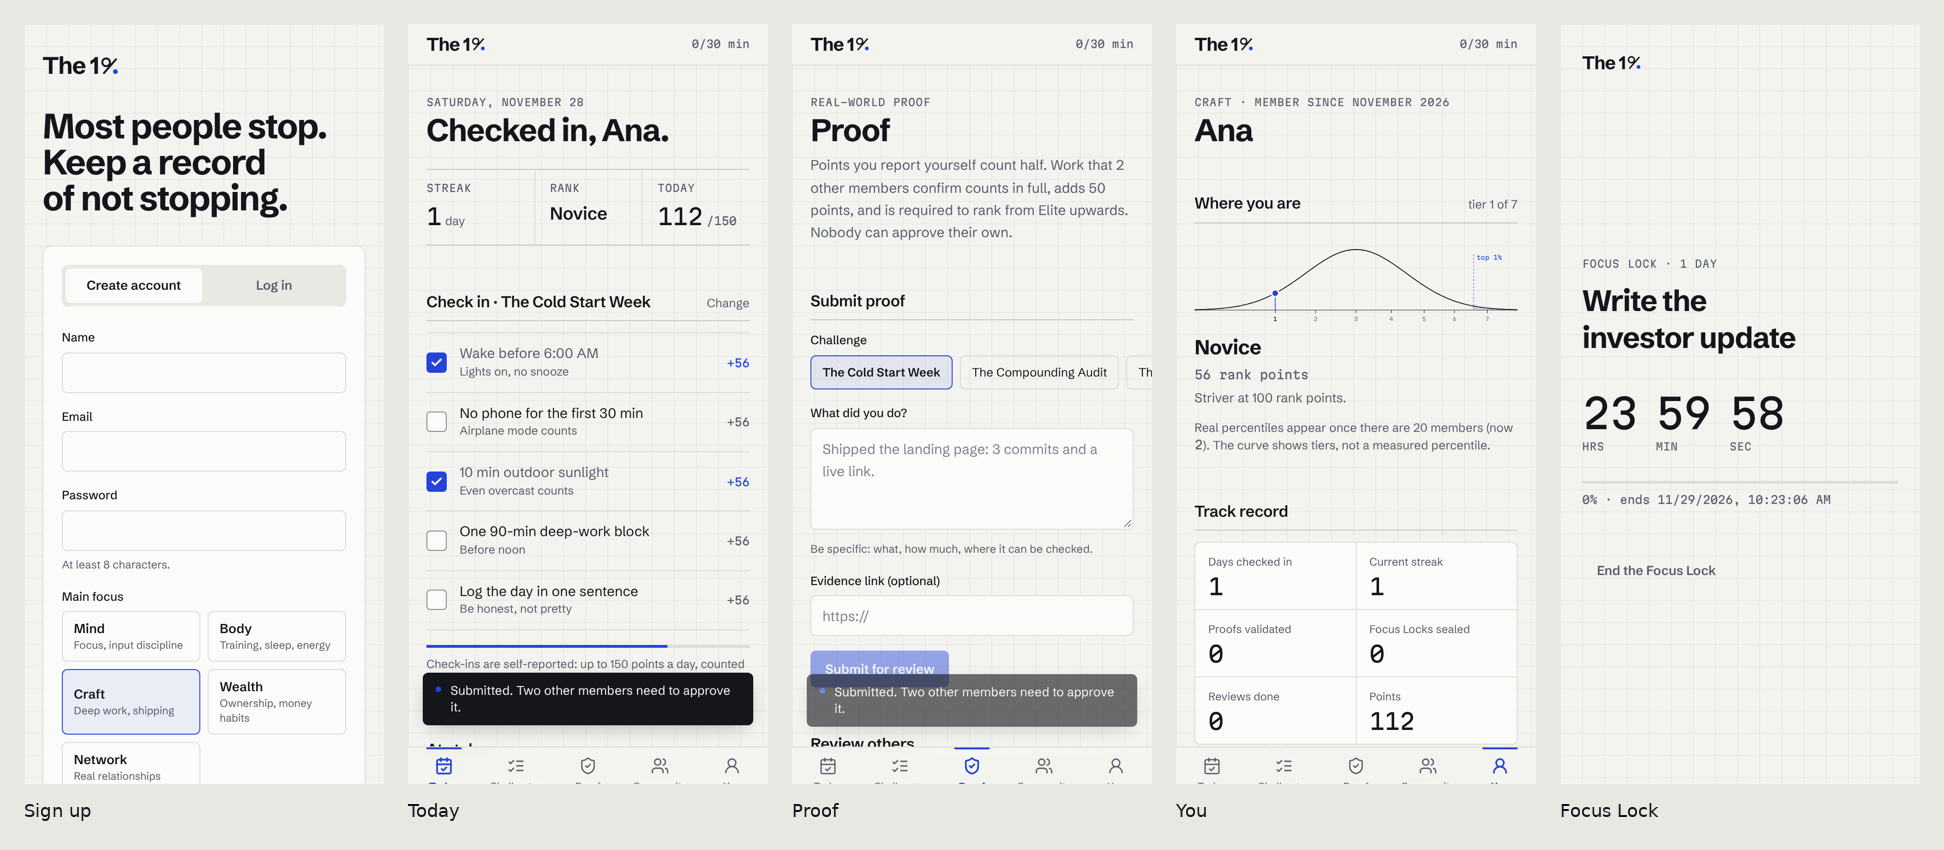 The 1%.
Most people stop.
Keep a record
of not stopping.
Create account
Log in
Name
Email
Password
At least 8 characters.
Main focus
Mind
Focus, input discipline
Body
Training, sleep, energy
Craft
Deep work, shipping
Wealth
Ownership, money
habits
Network
Real relationships
Sign up
The 1%.
0/30 min
SATURDAY, NOVEMBER 28
Checked in, Ana.
STREAK
1 day
RANK
Novice
TODAY
112 /150
Check in · The Cold Start Week
Change
Wake before 6:00 AM
Lights on, no snooze
+56
No phone for the first 30 min
Airplane mode counts
+56
10 min outdoor sunlight
Even overcast counts
+56
One 90-min deep-work block
Before noon
+56
Log the day in one sentence
Be honest, not pretty
+56
Check-ins are self-reported: up to 150 points a day, counted
Submitted. Two other members need to approve
it.
Today
The 1%.
0/30 min
REAL-WORLD PROOF
Proof
Points you report yourself count half. Work that 2
other members confirm counts in full, adds 50
points, and is required to rank from Elite upwards.
Nobody can approve their own.
Submit proof
Challenge
The Cold Start Week
The Compounding Audit
Th
What did you do?
Shipped the landing page: 3 commits and a
live link.
Be specific: what, how much, where it can be checked.
Evidence link (optional)
https://
Submit for review
Submitted. Two other members need to approve
it.
Review others
Proof
The 1%.
0/30 min
CRAFT · MEMBER SINCE NOVEMBER 2026
Ana
Where you are
tier 1 of 7
top 1%
1 2 3 4 5 6 7
Novice
56 rank points
Striver at 100 rank points.
Real percentiles appear once there are 20 members (now
2). The curve shows tiers, not a measured percentile.
Track record
Days checked in
1
Current streak
1
Proofs validated
0
Focus Locks sealed
0
Reviews done
0
Points
112
You
The 1%.
FOCUS LOCK · 1 DAY
Write the
investor update
23 59 58
HRS MIN SEC
0% · ends 11/29/2026, 10:23:06 AM
End the Focus Lock
Focus Lock